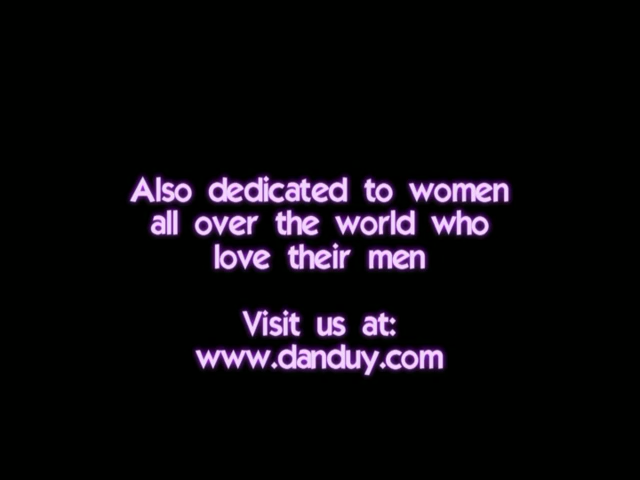 Also dedicated to women
all over the world who
love their men
Visit us at:
www.danduy.com